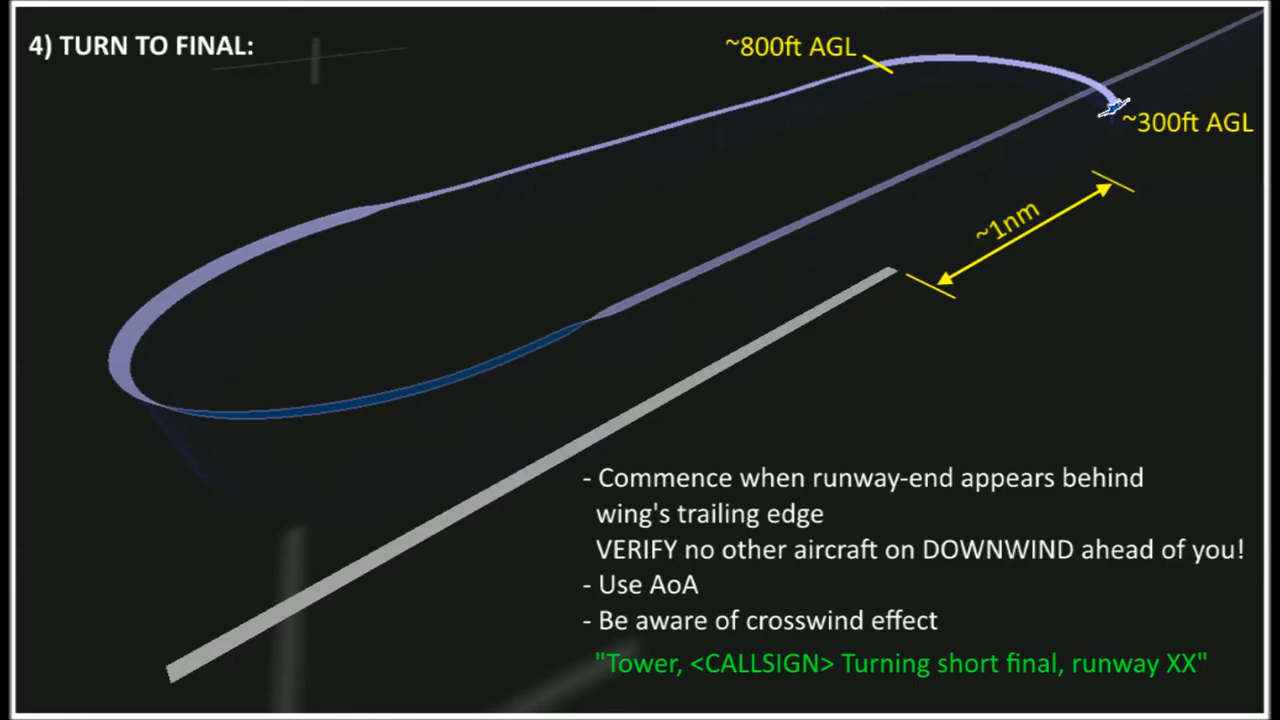 4) TURN TO FINAL:
~800ft AGL
~300ft AGL
~1nm
- Commence when runway-end appears behind
wing's trailing edge
VERIFY no other aircraft on DOWNWIND ahead of you!
- Use AoA
- Be aware of crosswind effect
"Tower, <CALLSIGN> Turning short final, runway XX"